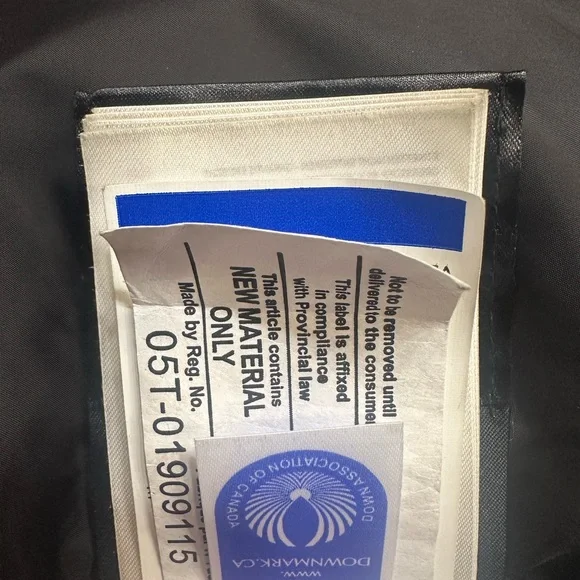 Not to be removed until
delivered to the consumer
This label is affixed
in compliance
with Provincial law
This article contains
NEW MATERIAL
ONLY
Made by Reg. No.
05T-01909115
DOWN ASSOCIATION OF CANADA
WWW.
DOWNMARK.CA